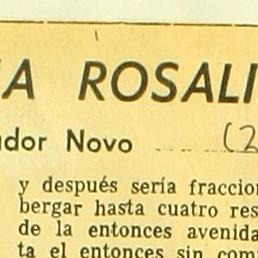 A ROSALI
ador Novo (2
y después sería fraccion
bergar hasta cuatro res
de la entonces avenida
ta el entonces sin com